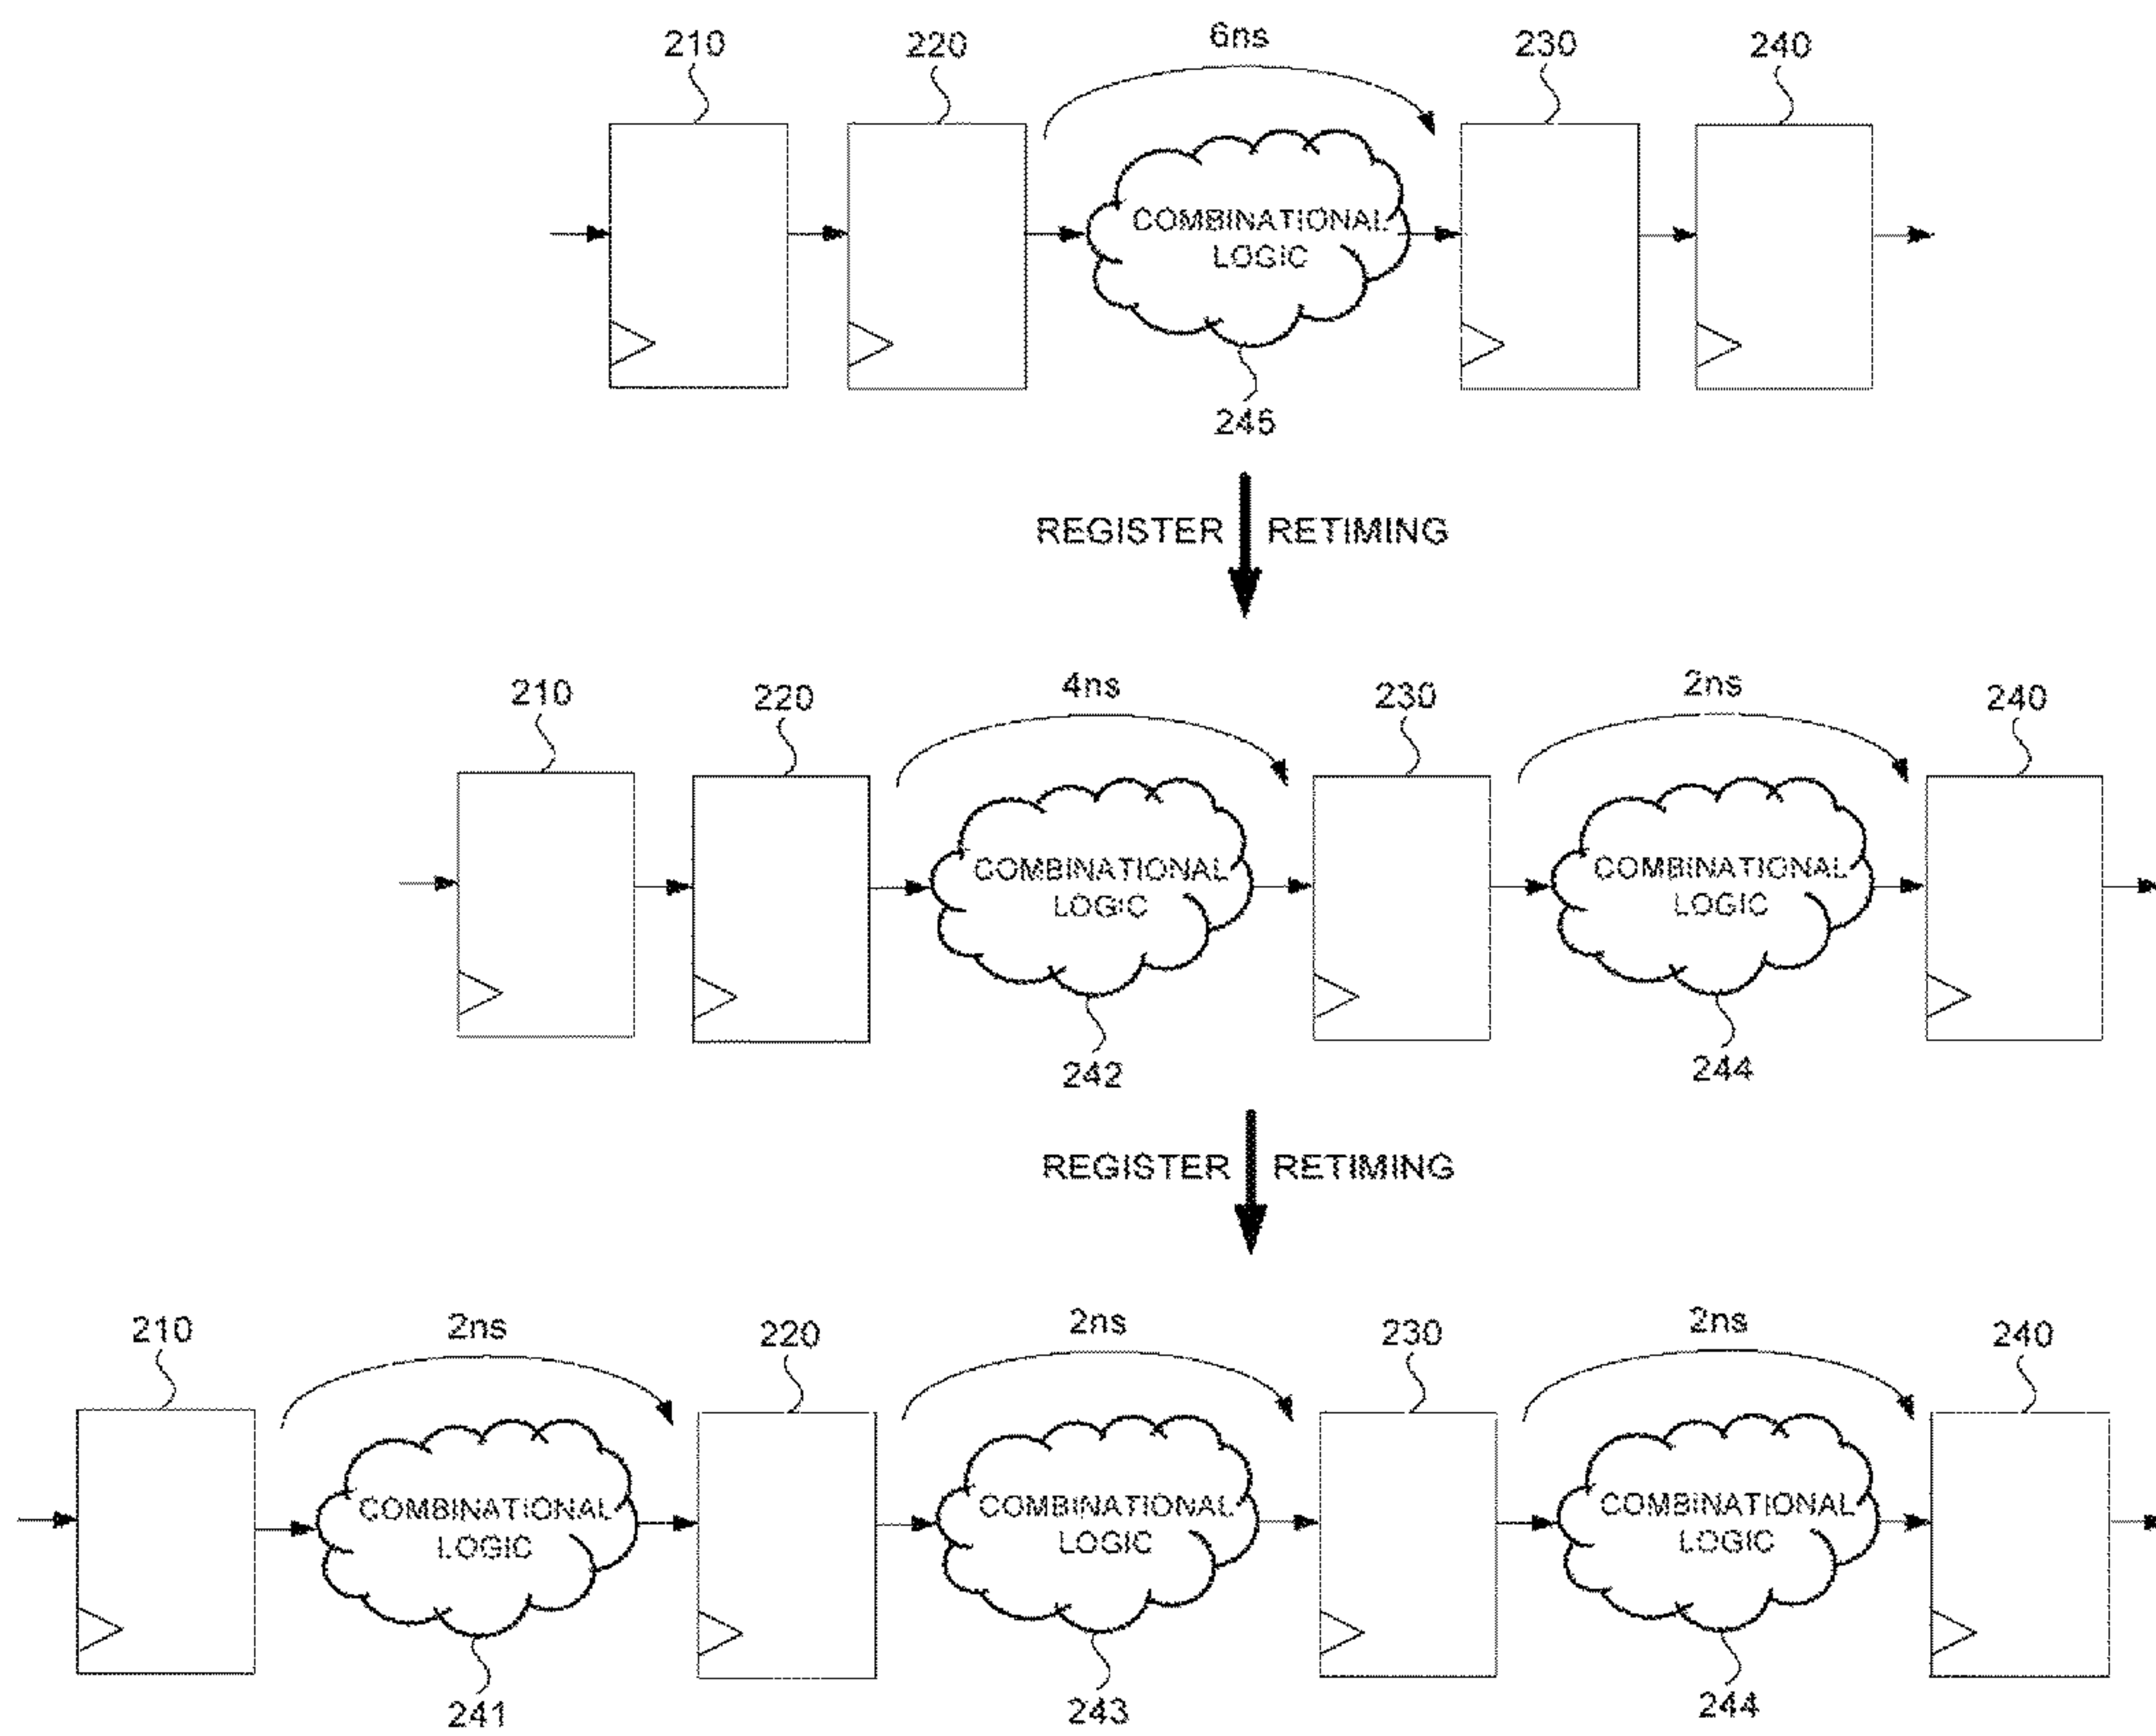 210 220 6ns 230 240
COMBINATIONAL
LOGIC
245
REGISTER RETIMING
210 220 4ns 230 2ns 240
COMBINATIONAL COMBINATIONAL
LOGIC LOGIC
242 244
REGISTER RETIMING
210 2ns 220 2ns 230 2ns 240
COMBINATIONAL COMBINATIONAL COMBINATIONAL
LOGIC LOGIC LOGIC
241 243 244